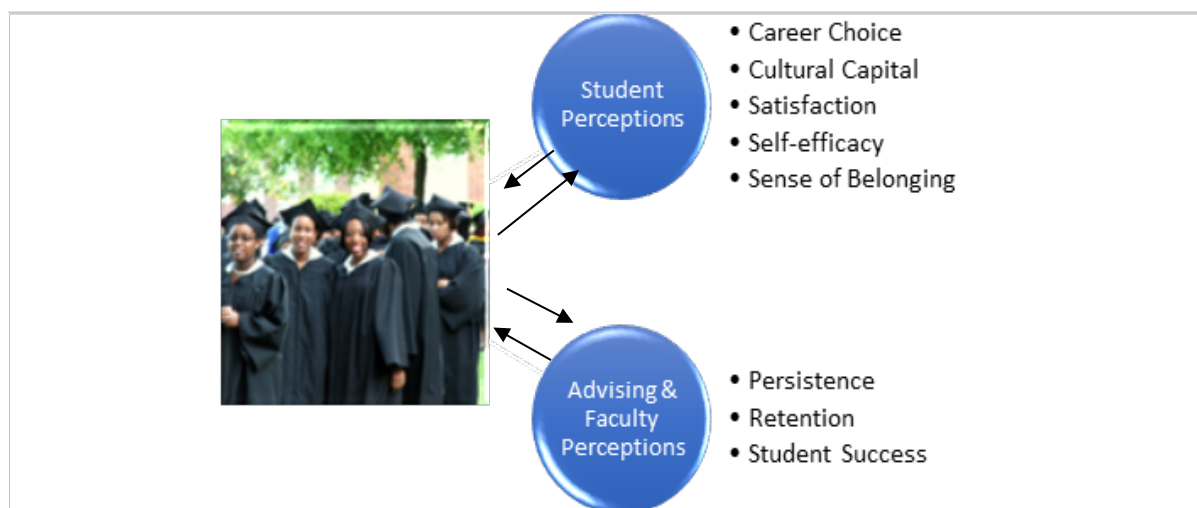 Student
Perceptions
• Career Choice
• Cultural Capital
• Satisfaction
• Self-efficacy
• Sense of Belonging
Advising &
Faculty
Perceptions
• Persistence
• Retention
• Student Success